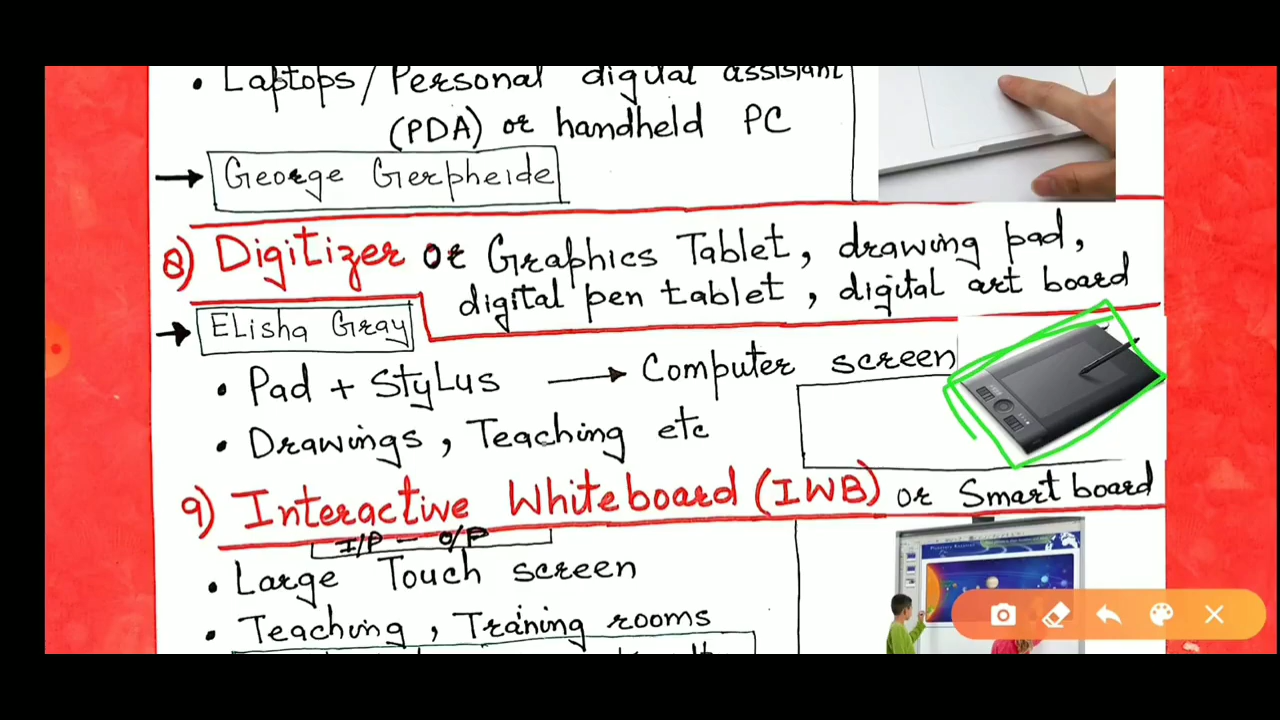 • Laptops/Personal digital assistant
(PDA) or handheld PC
→ George Gerpheide
8) Digitizer or Graphics Tablet, drawing pad,
digital pen tablet, digital art board
→ Elisha Gray
• Pad + Stylus → Computer screen
• Drawings, Teaching etc
9) Interactive Whiteboard (IWB) or Smart board
I/P — O/P
• Large Touch screen
• Teaching, Training rooms